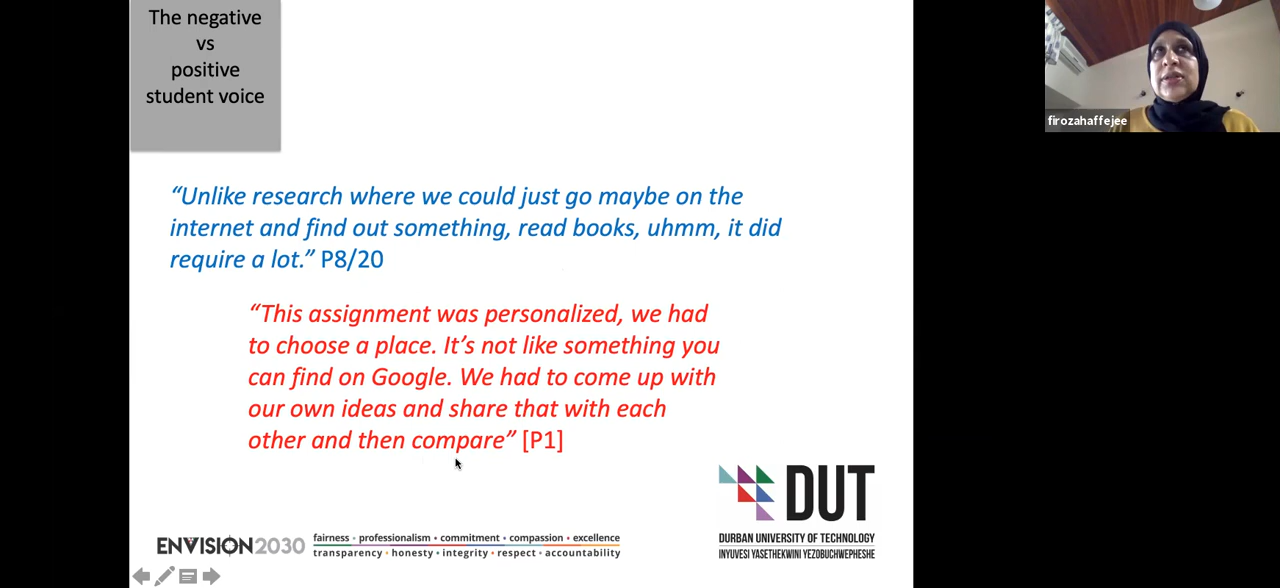 The negative
vs
positive
student voice
firozahaffejee
“Unlike research where we could just go maybe on the
internet and find out something, read books, uhmm, it did
require a lot.” P8/20
“This assignment was personalized, we had
to choose a place. It’s not like something you
can find on Google. We had to come up with
our own ideas and share that with each
other and then compare” [P1]
DUT
DURBAN UNIVERSITY OF TECHNOLOGY
INYUVESI YASETHEKWINI YEZOBUCHWEPHESHE
ENVISION2030
fairness • professionalism • commitment • compassion • excellence
transparency • honesty • integrity • respect • accountability